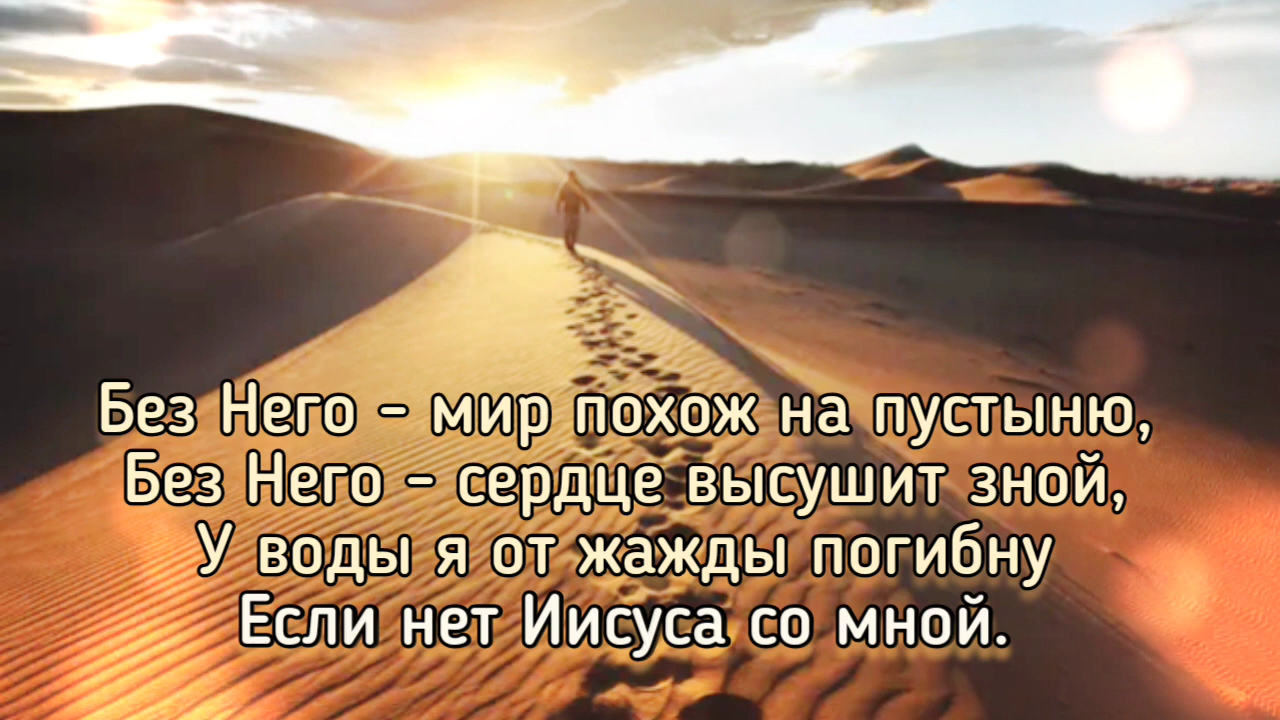 Без Него – мир похож на пустыню,
Без Него – сердце высушит зной,
У воды я от жажды погибну
Если нет Иисуса со мной.